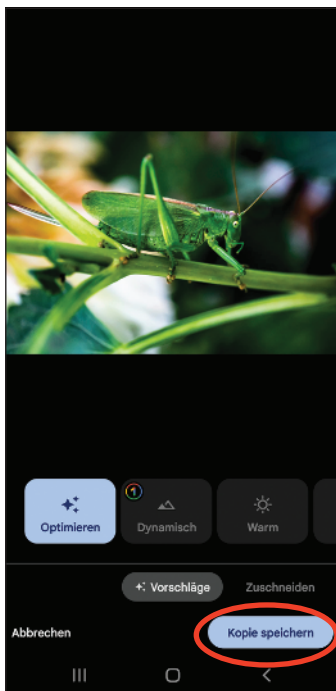 Optimieren
Dynamisch
Warm
Vorschläge
Zuschneiden
Abbrechen
Kopie speichern